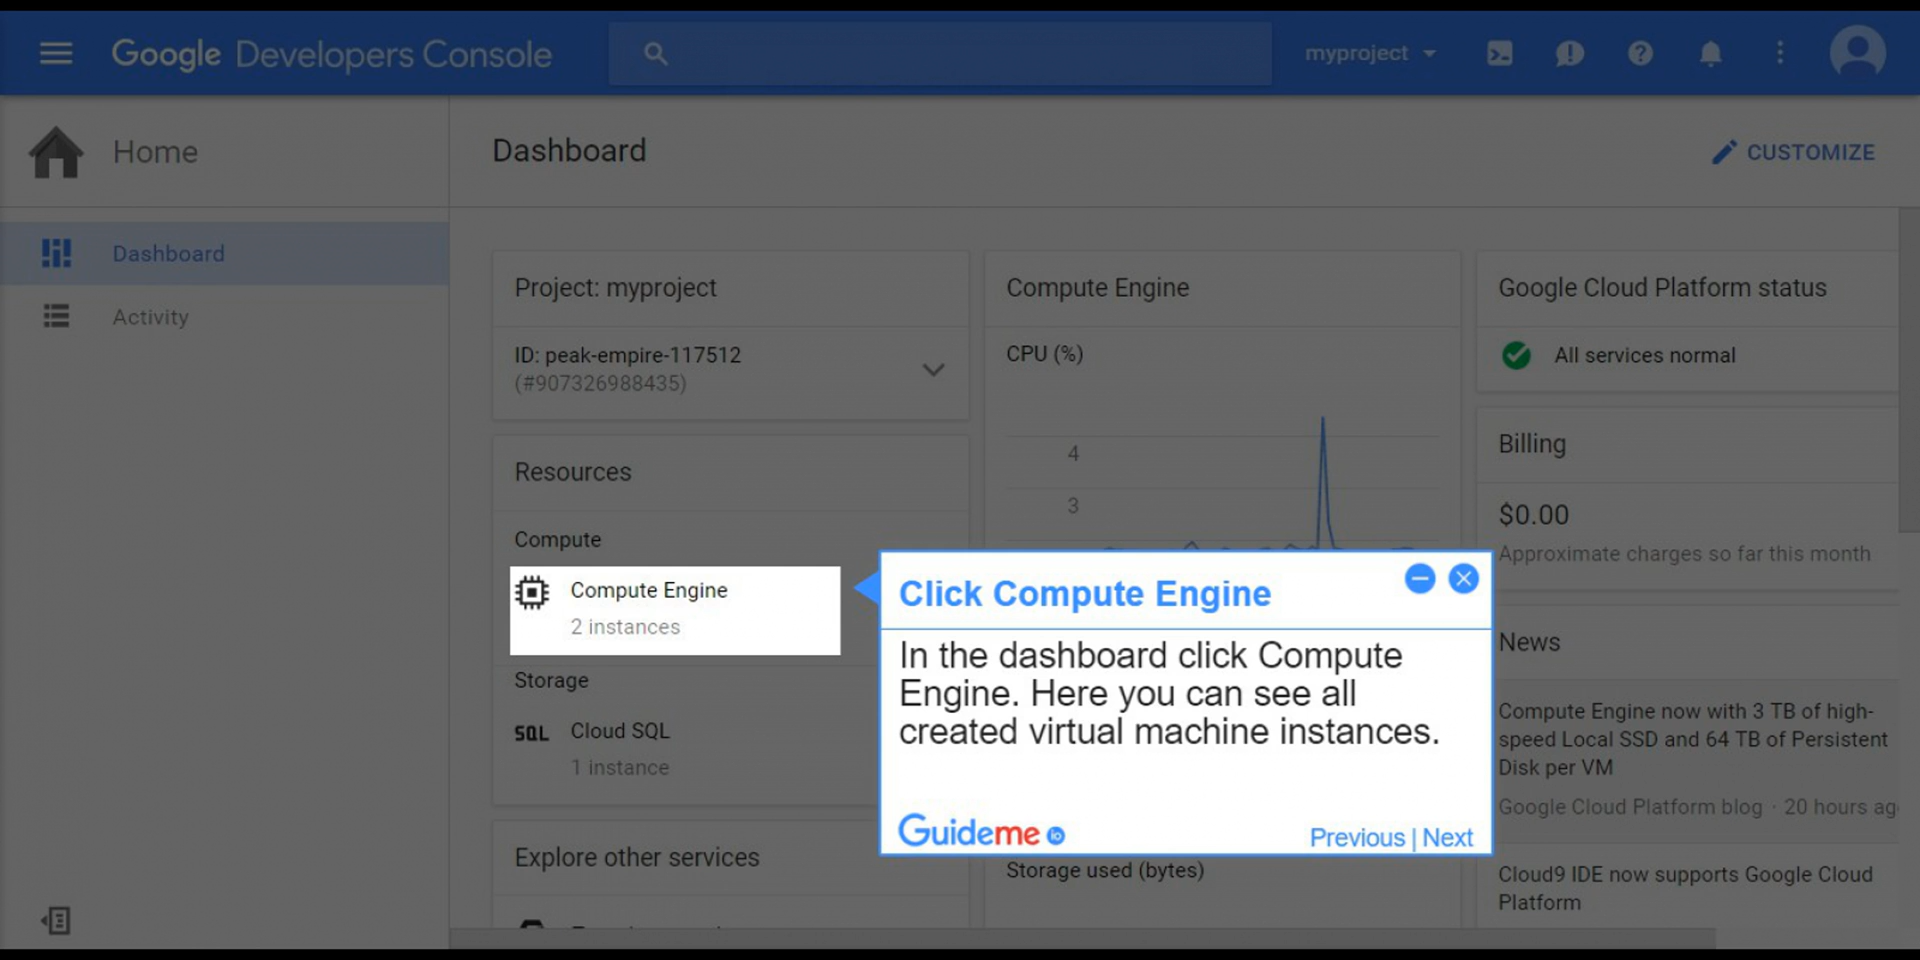 Google Developers Console
myproject
Home
Dashboard
CUSTOMIZE
Dashboard
Activity
Project: myproject
ID: peak-empire-117512
(#907326988435)
Resources
Compute
Compute Engine
2 instances
Storage
SQL Cloud SQL
1 instance
Explore other services
Compute Engine
CPU (%)
4
3
Click Compute Engine
In the dashboard click Compute
Engine. Here you can see all
created virtual machine instances.
Guideme io
Previous | Next
Storage used (bytes)
Google Cloud Platform status
All services normal
Billing
$0.00
Approximate charges so far this month
News
Compute Engine now with 3 TB of high-
speed Local SSD and 64 TB of Persistent
Disk per VM
Google Cloud Platform blog · 20 hours ag
Cloud9 IDE now supports Google Cloud
Platform